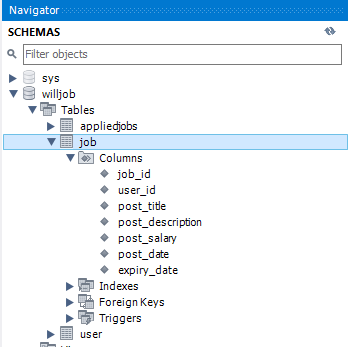 Navigator
SCHEMAS
Filter objects
sys
willjob
Tables
appliedjobs
job
Columns
job_id
user_id
post_title
post_description
post_salary
post_date
expiry_date
Indexes
Foreign Keys
Triggers
user